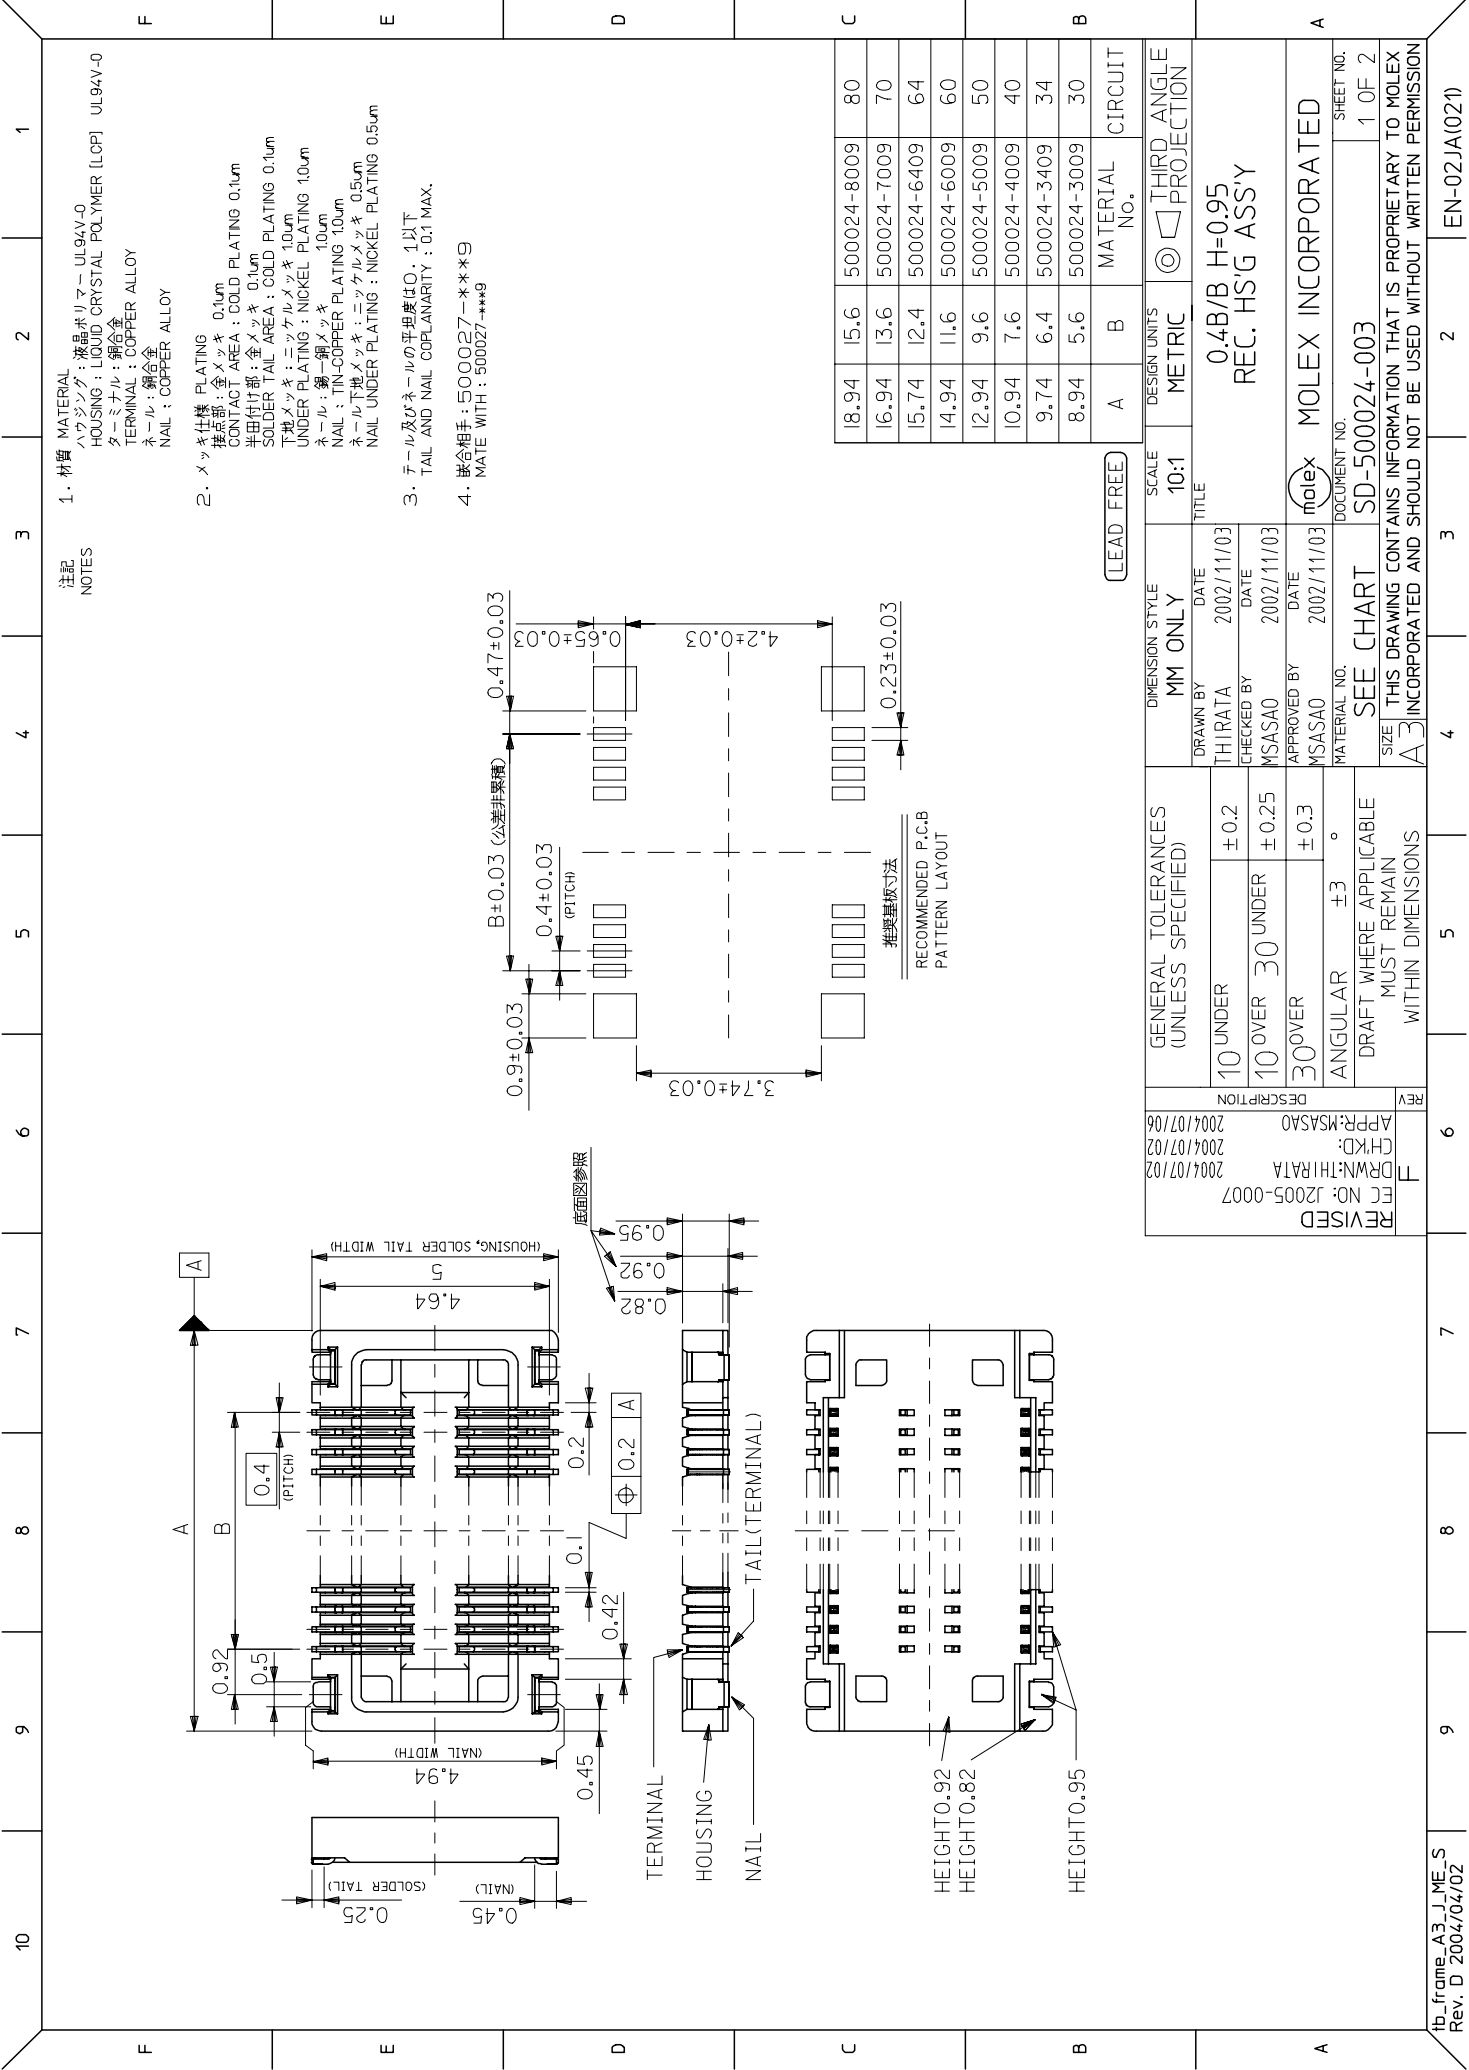 注記
NOTES
1. 材質 MATERIAL
ハウジング : 液晶ポリマー UL94V-0
HOUSING : LIQUID CRYSTAL POLYMER [LCP] UL94V-0
ターミナル : 銅合金
TERMINAL : COPPER ALLOY
ネール : 銅合金
NAIL : COPPER ALLOY
2. メッキ仕様 PLATING
接点部 : 金メッキ 0.1um
CONTACT AREA : COLD PLATING 0.1um
半田付け部 : 金メッキ 0.1um
SOLDER TAIL AREA : COLD PLATING 0.1um
下地メッキ : ニッケルメッキ 1.0um
UNDER PLATING : NICKEL PLATING 1.0um
ネール : 錫ー銅メッキ 1.0um
NAIL : TIN-COPPER PLATING 1.0um
ネール下地メッキ : ニッケルメッキ 0.5um
NAIL UNDER PLATING : NICKEL PLATING 0.5um
3. テール及びネールの平坦度は0. 1以下
TAIL AND NAIL COPLANARITY : 0.1 MAX.
4. 嵌合相手 : 500027-***9
MATE WITH : 500027-***9
A
A
B
0.4
(PITCH)
0.92
0.5
4.94
(NAIL WIDTH)
5
(HOUSING, SOLDER TAIL WIDTH)
4.64
0.25
(SOLDER TAIL)
0.45
(NAIL)
0.45
0.42
0.1
0.2
⌖ 0.2 A
底面図参照
0.82
0.92
0.95
TERMINAL
HOUSING
NAIL
TAIL(TERMINAL)
HEIGHT0.92
HEIGHT0.82
HEIGHT0.95
0.9±0.03
B±0.03 (公差非累積)
0.4±0.03
(PITCH)
0.47±0.03
0.65±0.03
4.2±0.03
3.74±0.03
0.23±0.03
推奨基板寸法
RECOMMENDED P.C.B
PATTERN LAYOUT
LEAD FREE
18.94 15.6 500024-8009 80
16.94 13.6 500024-7009 70
15.74 12.4 500024-6409 64
14.94 11.6 500024-6009 60
12.94 9.6 500024-5009 50
10.94 7.6 500024-4009 40
9.74 6.4 500024-3409 34
8.94 5.6 500024-3009 30
A B MATERIAL No. CIRCUIT
REVISED
EC NO: J2005-0007
DRWN:THIRATA 2004/07/02
CH'KD: 2004/07/02
APPR:MSASAO 2004/07/06
DESCRIPTION
F
REV
GENERAL TOLERANCES
(UNLESS SPECIFIED)
10 UNDER ±0.2
10 OVER 30 UNDER ±0.25
30 OVER ±0.3
ANGULAR ±3 °
DRAFT WHERE APPLICABLE
MUST REMAIN
WITHIN DIMENSIONS
DIMENSION STYLE
MM ONLY
SCALE
10:1
DESIGN UNITS
METRIC
THIRD ANGLE
PROJECTION
DRAWN BY DATE
THIRATA 2002/11/03
CHECKED BY DATE
MSASAO 2002/11/03
APPROVED BY DATE
MSASAO 2002/11/03
TITLE
0.4B/B H=0.95
REC. HS'G ASS'Y
molex MOLEX INCORPORATED
MATERIAL NO.
SEE CHART
DOCUMENT NO.
SD-500024-003
SHEET NO.
1 OF 2
SIZE
A3
THIS DRAWING CONTAINS INFORMATION THAT IS PROPRIETARY TO MOLEX
INCORPORATED AND SHOULD NOT BE USED WITHOUT WRITTEN PERMISSION
10 9 8 7 6 5 4 3 2 1
F E D C B A
F E D C B A
9 8 7 6 5 4 3 2
tb_frame_A3_J_ME_S
Rev. D 2004/04/02
EN-02JA(021)